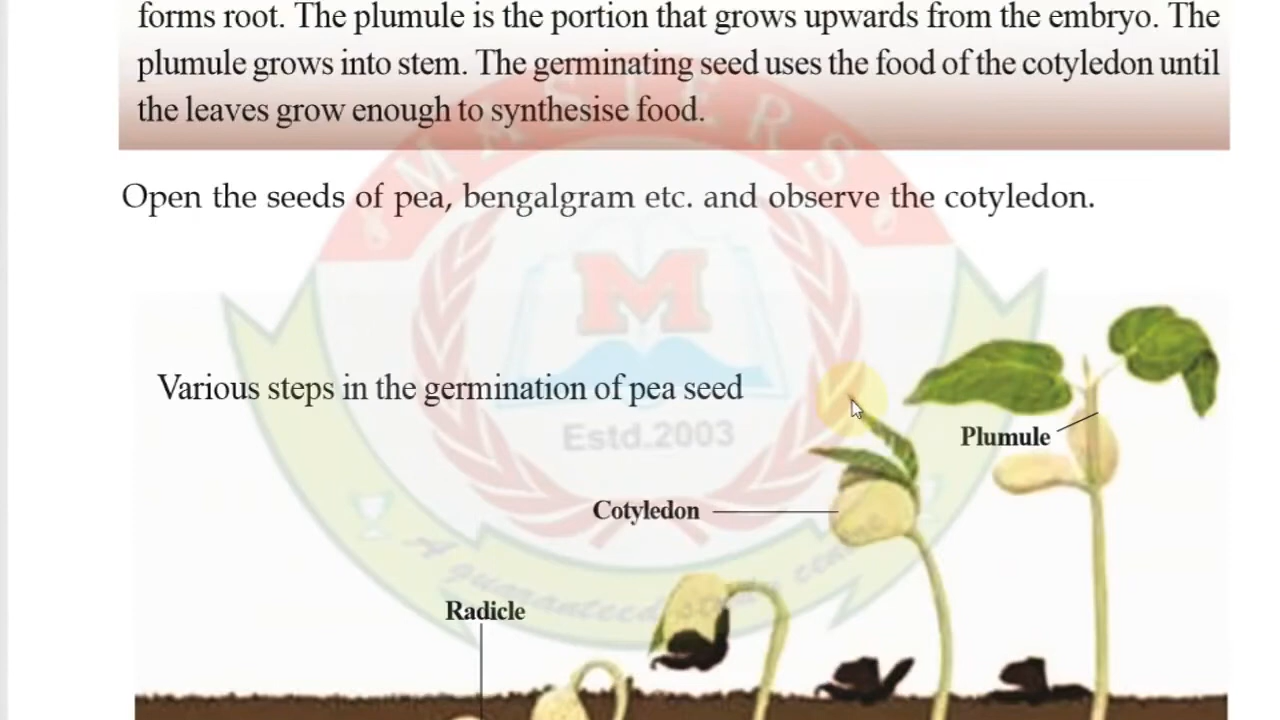 forms root. The plumule is the portion that grows upwards from the embryo. The
plumule grows into stem. The germinating seed uses the food of the cotyledon until
the leaves grow enough to synthesise food.
MASTERS
Open the seeds of pea, bengalgram etc. and observe the cotyledon.
M
Various steps in the germination of pea seed
Estd.2003
Plumule
Cotyledon
A guaranteed
Radicle